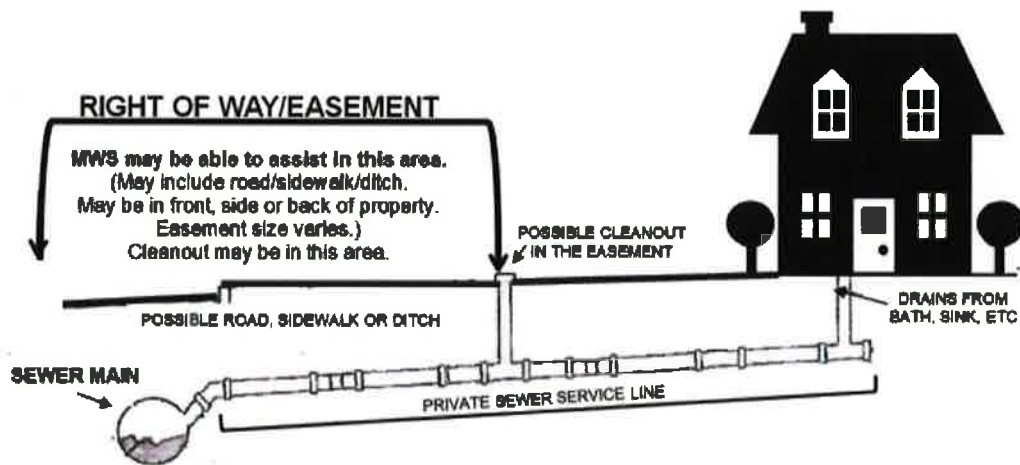 RIGHT OF WAY/EASEMENT
MWS may be able to assist in this area.
(May include road/sidewalk/ditch.
May be in front, side or back of property.
Easement size varies.)
Cleanout may be in this area.
POSSIBLE CLEANOUT
IN THE EASEMENT
POSSIBLE ROAD, SIDEWALK OR DITCH
DRAINS FROM
BATH, SINK, ETC
SEWER MAIN
PRIVATE SEWER SERVICE LINE